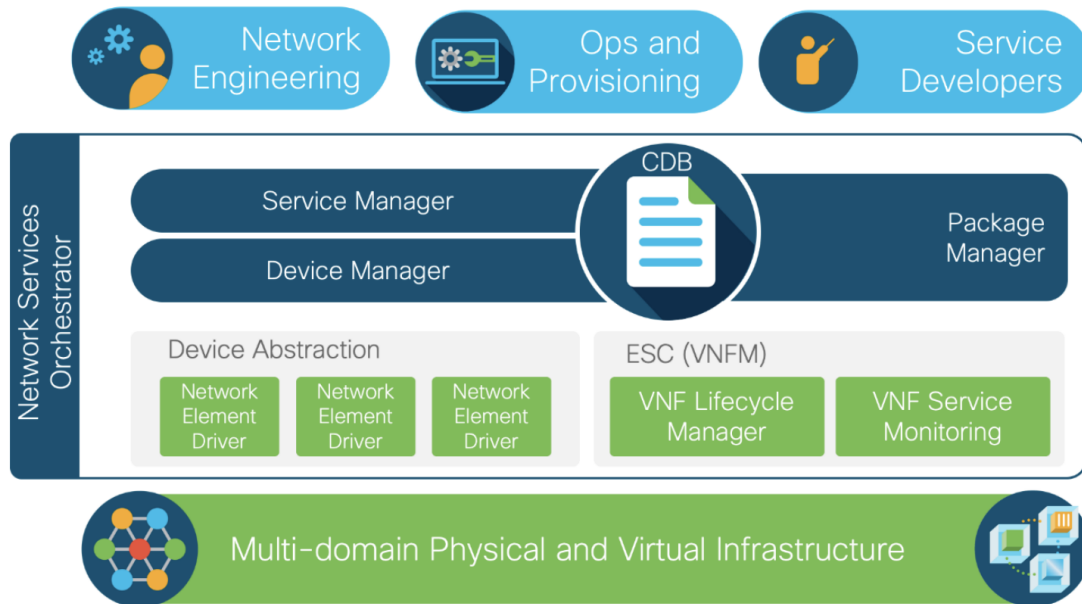 Network
Engineering
Ops and
Provisioning
Service
Developers
Network Services
Orchestrator
CDB
Service Manager
Device Manager
Package
Manager
Device Abstraction
Network
Element
Driver
Network
Element
Driver
Network
Element
Driver
ESC (VNFM)
VNF Lifecycle
Manager
VNF Service
Monitoring
Multi-domain Physical and Virtual Infrastructure